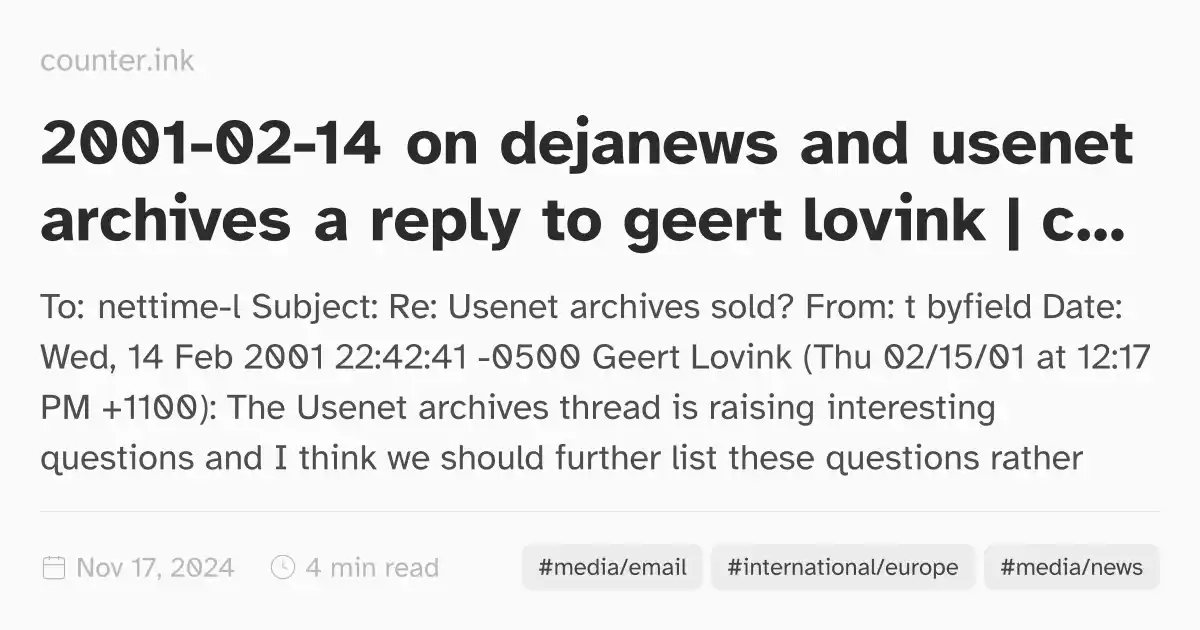 counter.ink
2001-02-14 on dejanews and usenet
archives a reply to geert lovink | c...
To: nettime-l Subject: Re: Usenet archives sold? From: t byfield Date:
Wed, 14 Feb 2001 22:42:41 -0500 Geert Lovink (Thu 02/15/01 at 12:17
PM +1100): The Usenet archives thread is raising interesting
questions and I think we should further list these questions rather
Nov 17, 2024 4 min read #media/email #international/europe #media/news